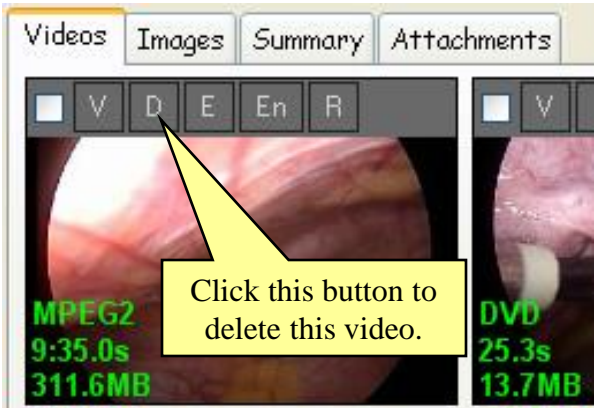 Videos Images Summary Attachments
V D E En R
V
Click this button to
delete this video.
MPEG2
9:35.0s
311.6MB
DVD
25.3s
13.7MB